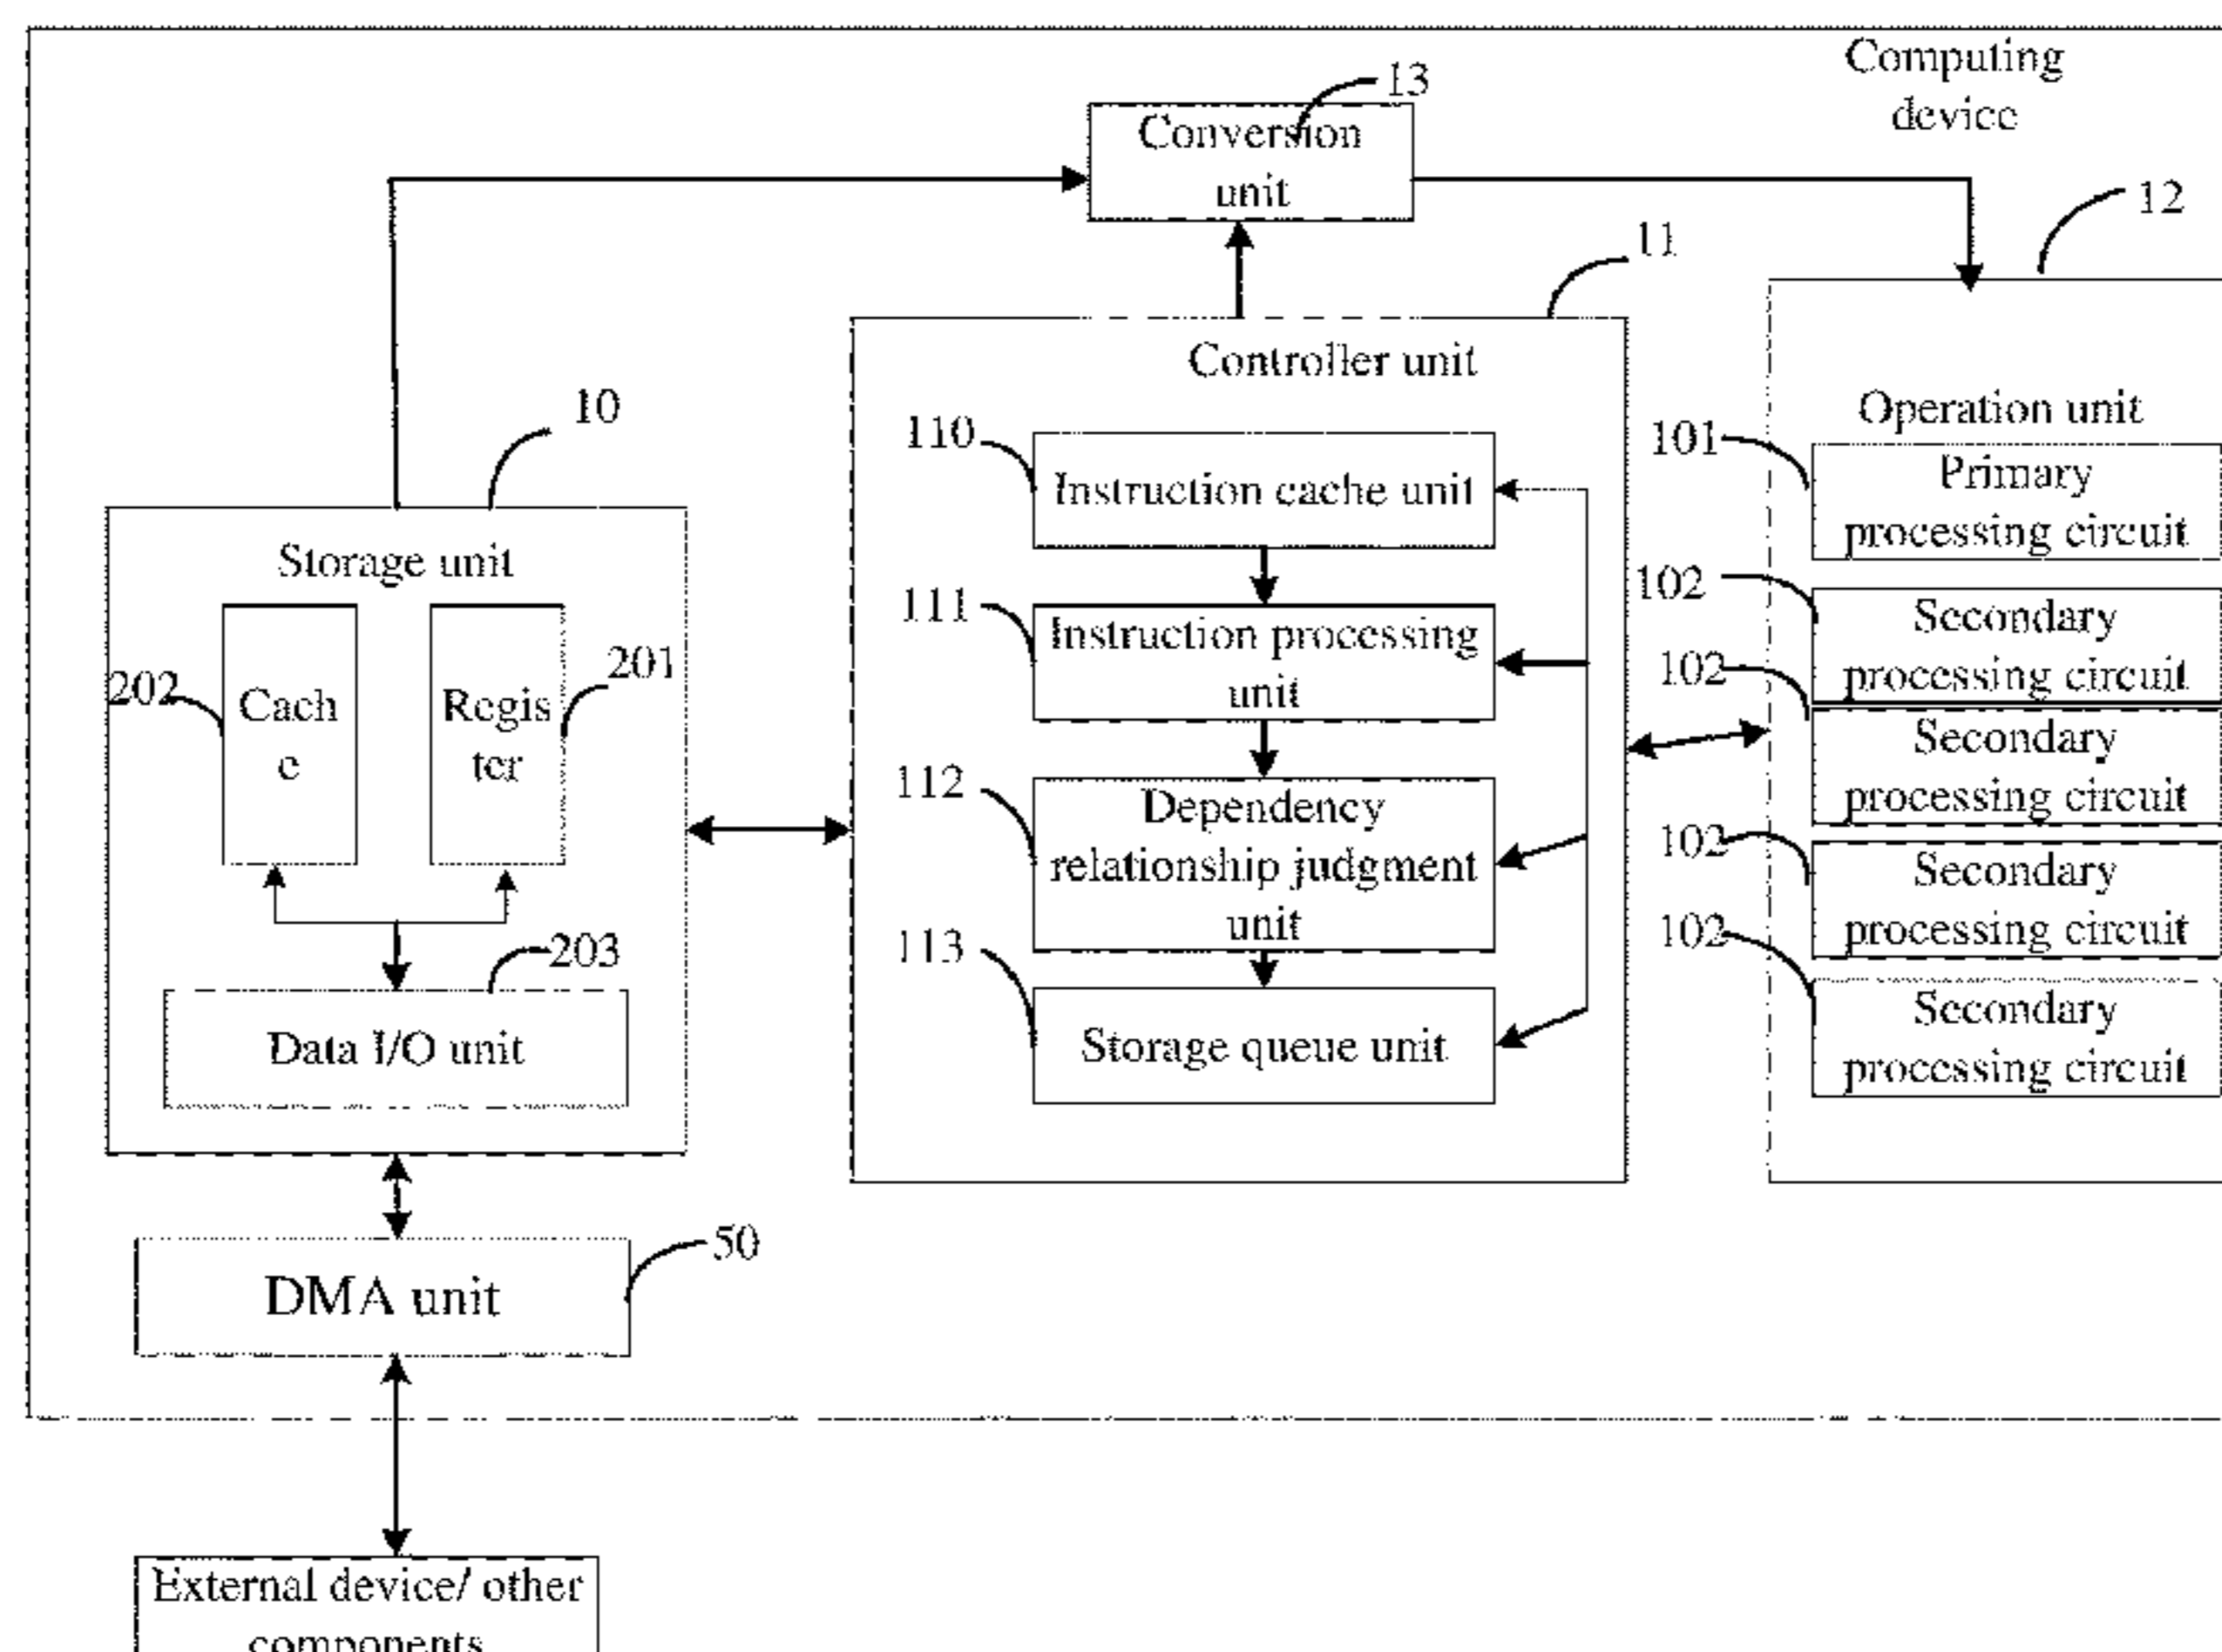 Computing
device
13
Conversion
unit
12
11
Controller unit
10
Operation unit
110
101
Instruction cache unit
Primary
processing circuit
Storage unit
111
102
Instruction processing
unit
Secondary
processing circuit
202
Cach
e
Regis
ter
201
102
Secondary
processing circuit
112
Dependency
relationship judgment
unit
102
Secondary
processing circuit
203
113
102
Data I/O unit
Storage queue unit
Secondary
processing circuit
50
DMA unit
External device/ other
components